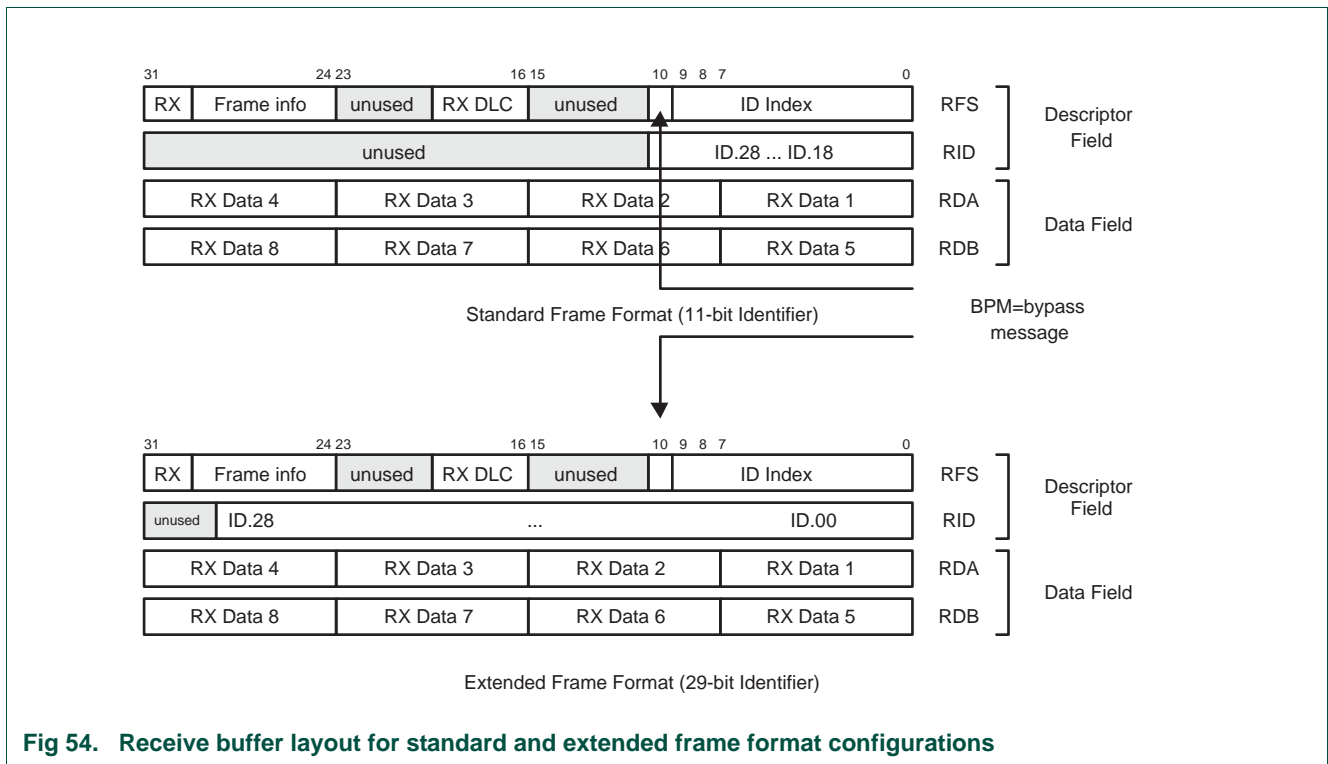 31 24 23 16 15 10 9 8 7 0
RX Frame info unused RX DLC unused ID Index RFS
Descriptor
Field
unused ID.28 ... ID.18 RID
RX Data 4 RX Data 3 RX Data 2 RX Data 1 RDA
Data Field
RX Data 8 RX Data 7 RX Data 6 RX Data 5 RDB
Standard Frame Format (11-bit Identifier)
BPM=bypass
message
31 24 23 16 15 10 9 8 7 0
RX Frame info unused RX DLC unused ID Index RFS
Descriptor
Field
unused ID.28 ... ID.00 RID
RX Data 4 RX Data 3 RX Data 2 RX Data 1 RDA
Data Field
RX Data 8 RX Data 7 RX Data 6 RX Data 5 RDB
Extended Frame Format (29-bit Identifier)
Fig 54. Receive buffer layout for standard and extended frame format configurations